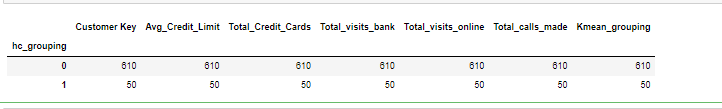 Customer Key Avg_Credit_Limit Total_Credit_Cards Total_visits_bank Total_visits_online Total_calls_made Kmean_grouping
hc_grouping
0 610 610 610 610 610 610 610
1 50 50 50 50 50 50 50